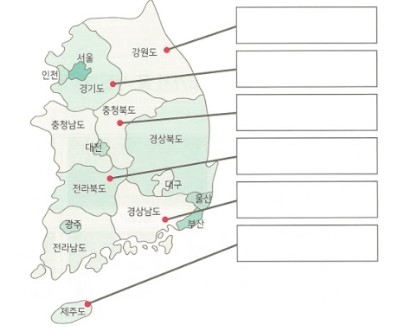 강원도
서울
인천
경기도
충청북도
충청남도
경상북도
대전
전라북도
대구
울산
경상남도
광주
부산
전라남도
제주도